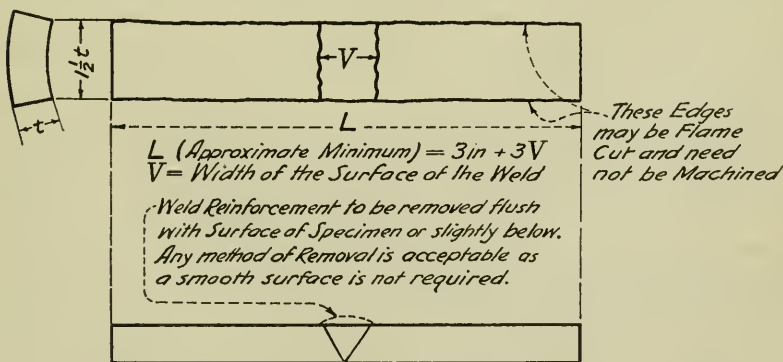 1½t
V
t
L
These Edges
may be Flame
Cut and need
not be Machined
L (Approximate Minimum) = 3in + 3V
V = Width of the Surface of the Weld
Weld Reinforcement to be removed flush
with Surface of Specimen or slightly below.
Any method of Removal is acceptable as
a smooth surface is not required.